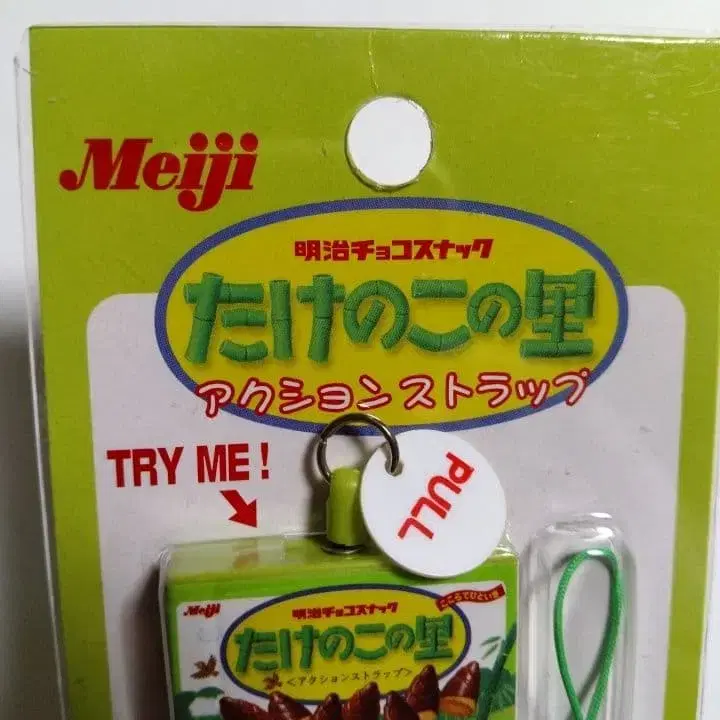 Meiji
明治チョコスナック
たけのこの里
アクションストラップ
TRY ME!
PULL
Meiji
明治チョコスナック
たけのこの里
<アクションストラップ>